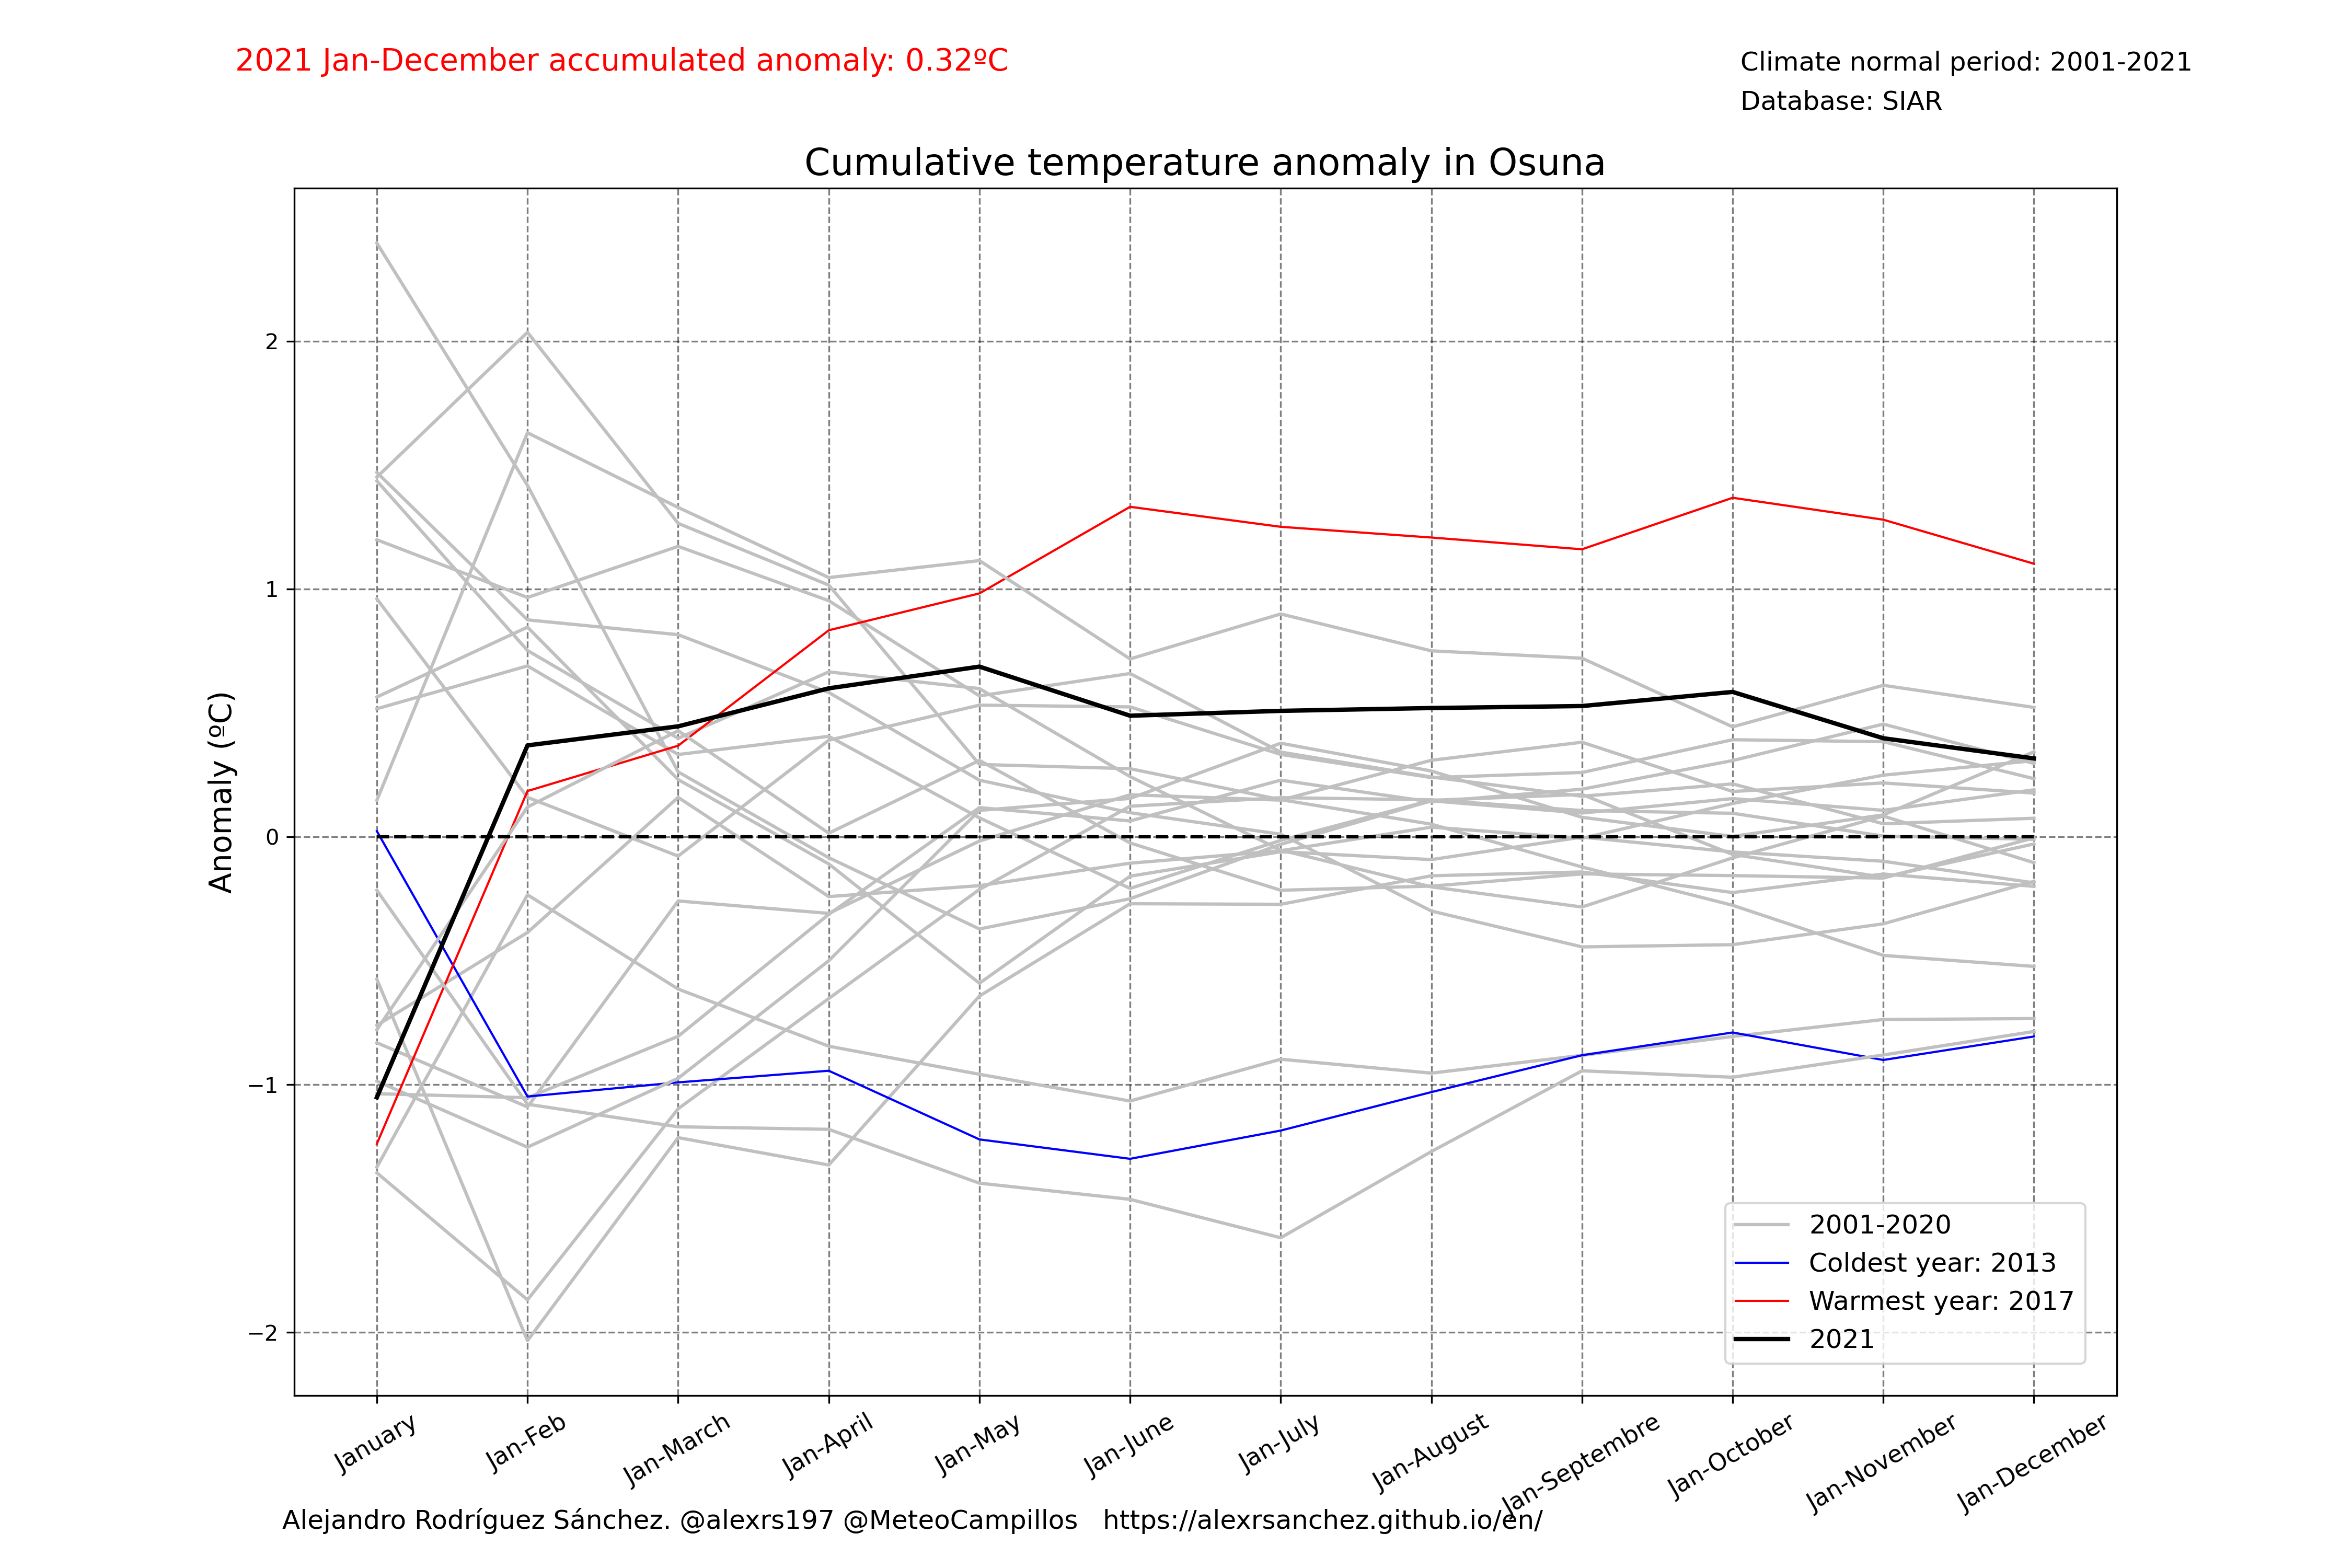 2021 Jan-December accumulated anomaly: 0.32ºC
Climate normal period: 2001-2021
Database: SIAR
Cumulative temperature anomaly in Osuna
Anomaly (ºC)
2
1
0
−1
−2
2001-2020
Coldest year: 2013
Warmest year: 2017
2021
January
Jan-Feb
Jan-March
Jan-April
Jan-May
Jan-June
Jan-July
Jan-August
Jan-Septembre
Jan-October
Jan-November
Jan-December
Alejandro Rodríguez Sánchez. @alexrs197 @MeteoCampillos https://alexrsanchez.github.io/en/